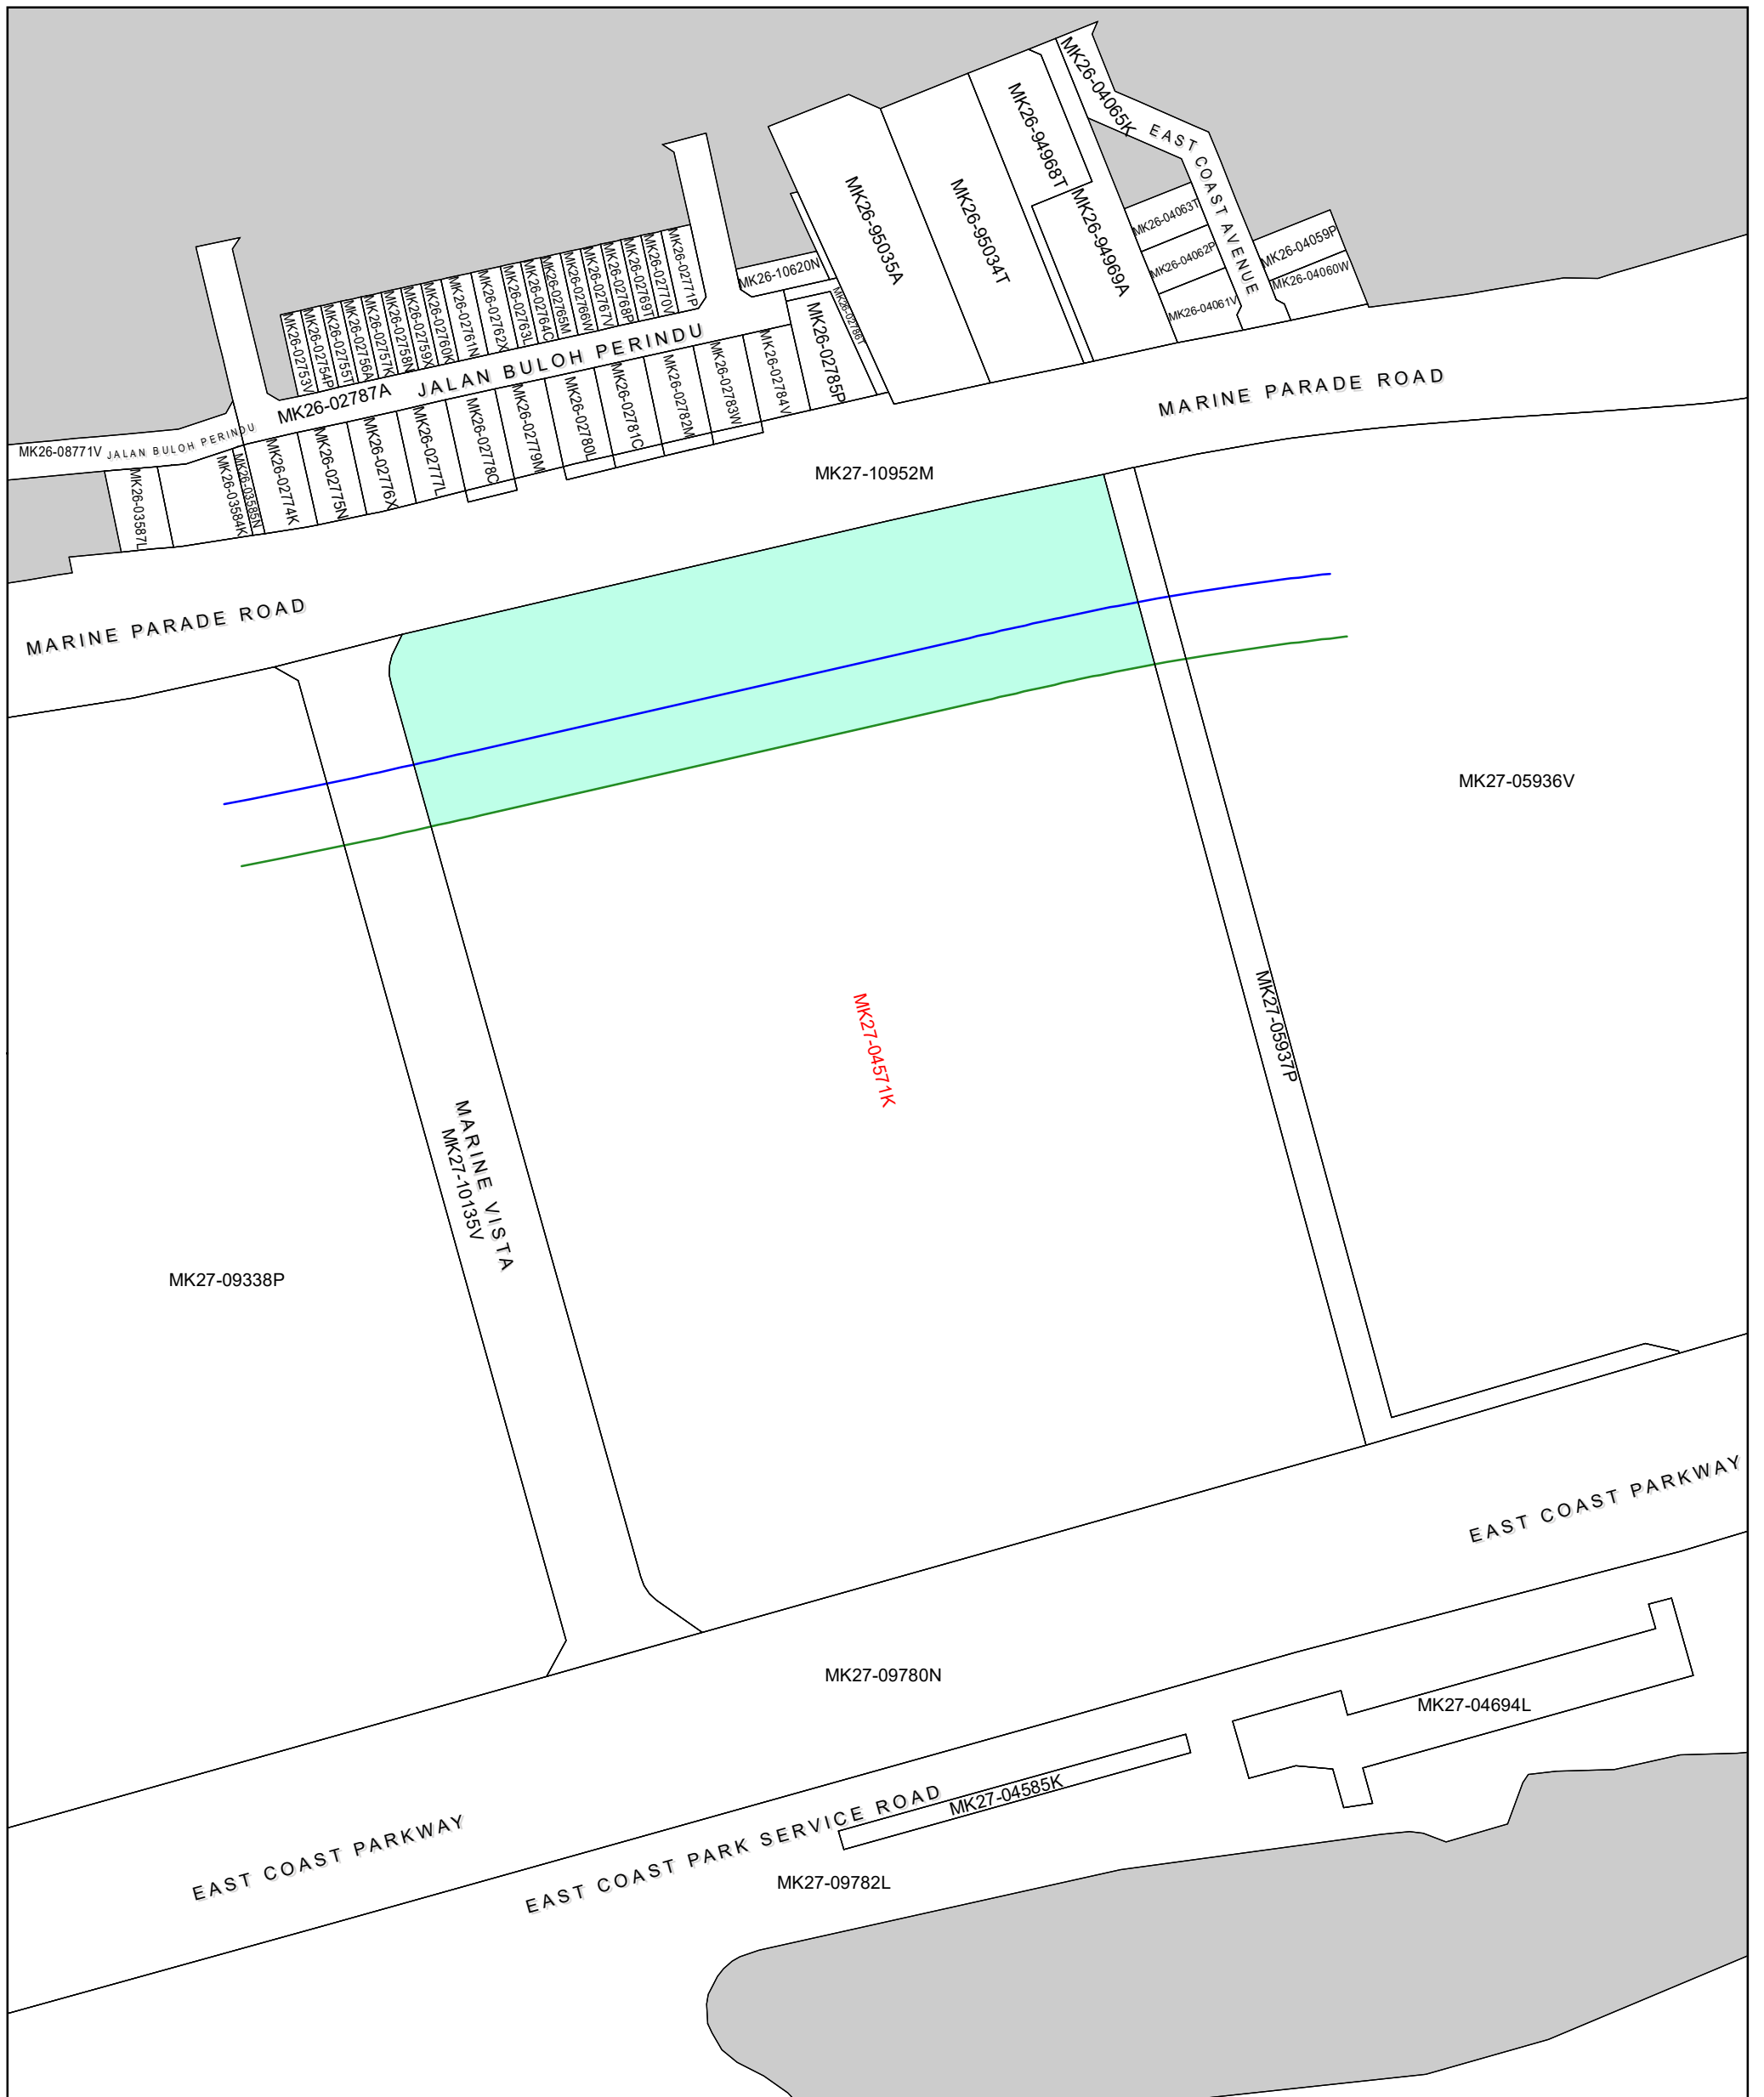 MK26-04065K
EAST COAST AVENUE
MK26-94968T
MK26-95035A
MK26-95034T
MK26-94969A
MK26-04063T
MK26-04062P
MK26-04061V
MK26-04059P
MK26-04060W
MK26-10620N
MK26-02786T
MK26-02785P
MK26-02753V
MK26-02754P
MK26-02755T
MK26-02756A
MK26-02757K
MK26-02758N
MK26-02759X
MK26-02760K
MK26-02761N
MK26-02762X
MK26-02763L
MK26-02764C
MK26-02765M
MK26-02766W
MK26-02767V
MK26-02768P
MK26-02769T
MK26-02770V
MK26-02771P
MK26-02787A
JALAN BULOH PERINDU
MK26-08771V
JALAN BULOH PERINDU
MK26-03587L
MK26-03584K
MK26-03585N
MK26-02774K
MK26-02775N
MK26-02776X
MK26-02777L
MK26-02778C
MK26-02779M
MK26-02780L
MK26-02781C
MK26-02782M
MK26-02783W
MK26-02784V
MARINE PARADE ROAD
MK27-10952M
MARINE PARADE ROAD
MK27-05936V
MK27-04571K
MK27-05937P
MARINE VISTA
MK27-10135V
MK27-09338P
EAST COAST PARKWAY
MK27-09780N
MK27-04694L
MK27-04585K
EAST COAST PARK SERVICE ROAD
EAST COAST PARKWAY
MK27-09782L